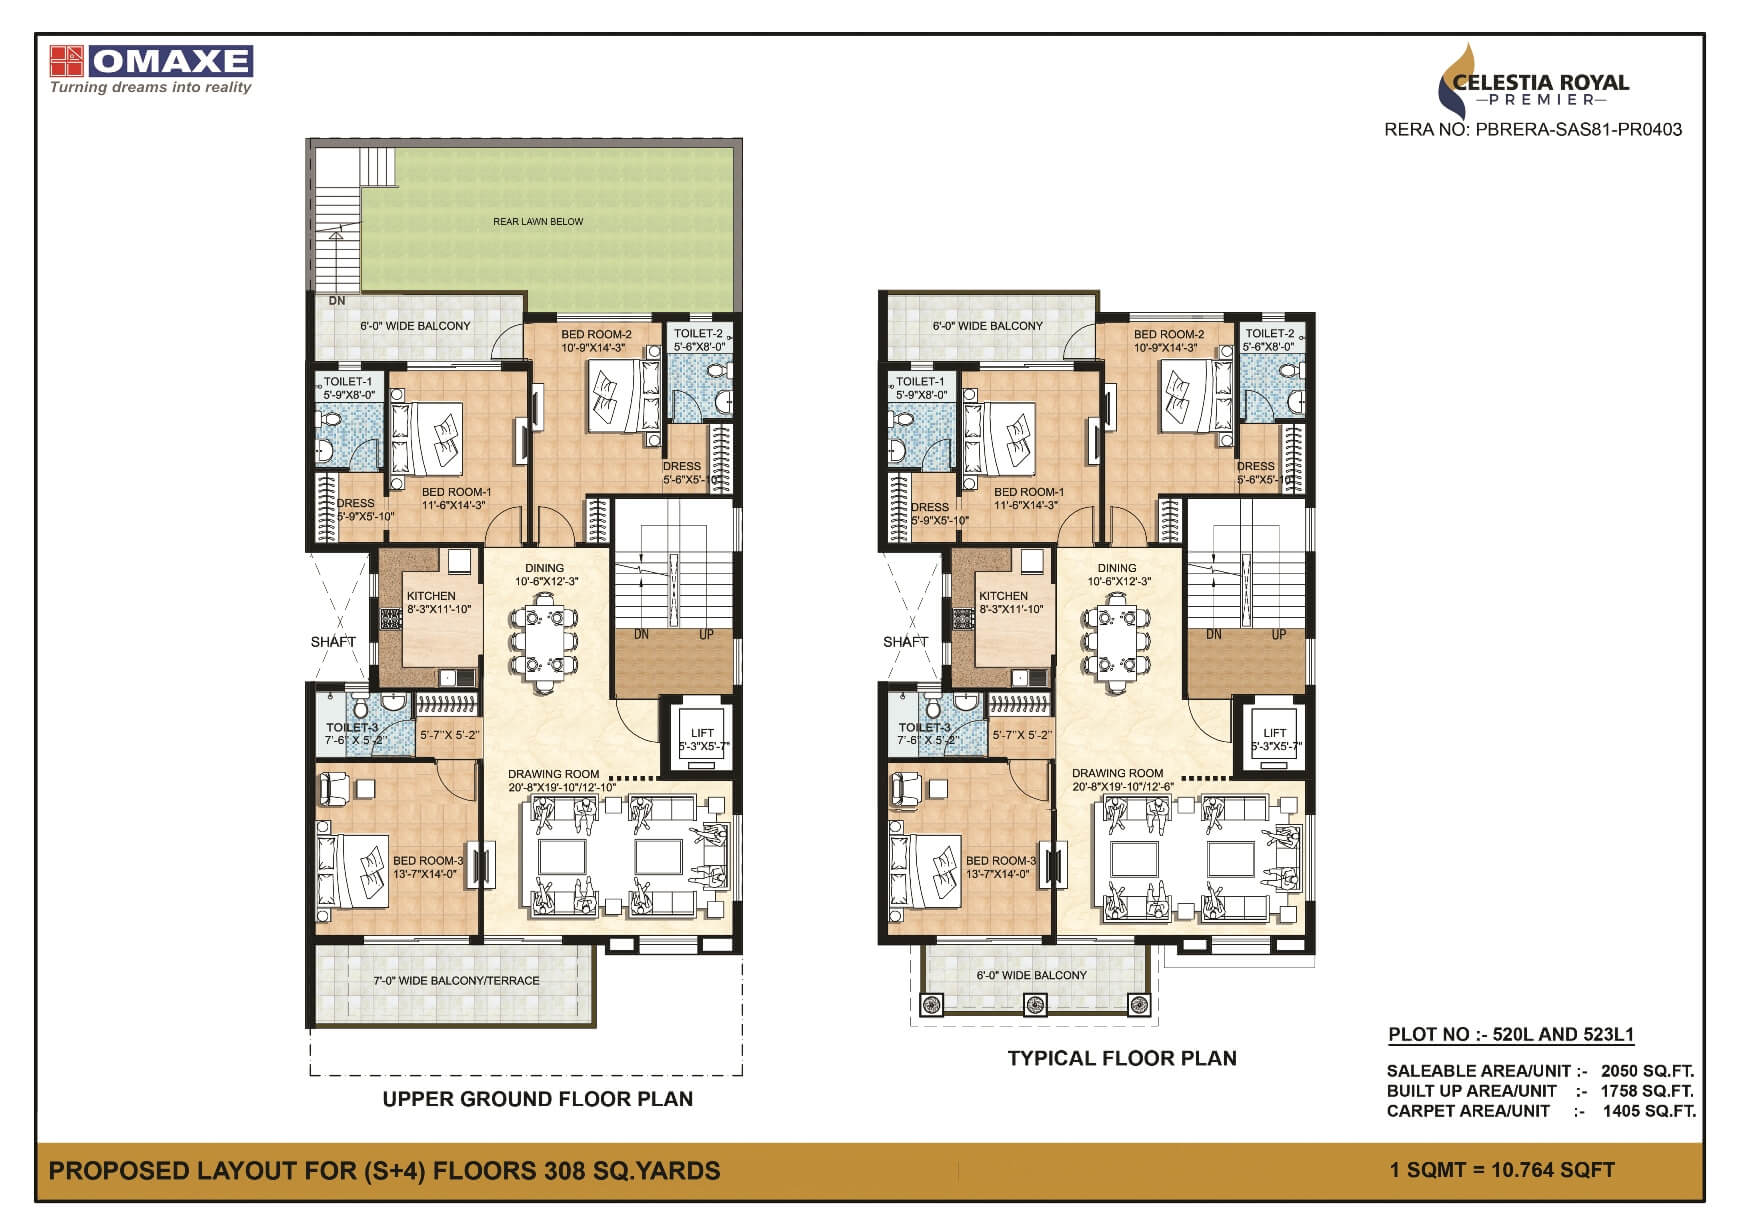 OMAXE
Turning dreams into reality
CELESTIA ROYAL
PREMIER
RERA NO: PBRERA-SAS81-PR0403
REAR LAWN BELOW
DN
6'-0" WIDE BALCONY
BED ROOM-2
10'-9"X14'-3"
TOILET-2
5'-6"X8'-0"
TOILET-1
5'-9"X8'-0"
DRESS
5'-6"X5'-10"
BED ROOM-1
11'-6"X14'-3"
DRESS
5'-9"X5'-10"
DINING
10'-6"X12'-3"
KITCHEN
8'-3"X11'-10"
SHAFT
DN
UP
TOILET-3
7'-6" X 5'-2"
5'-7"X 5'-2"
LIFT
5'-3"X5'-7"
DRAWING ROOM
20'-8"X19'-10"/12'-10"
BED ROOM-3
13'-7"X14'-0"
7'-0" WIDE BALCONY/TERRACE
UPPER GROUND FLOOR PLAN
6'-0" WIDE BALCONY
BED ROOM-2
10'-9"X14'-3"
TOILET-2
5'-6"X8'-0"
TOILET-1
5'-9"X8'-0"
DRESS
5'-6"X5'-10
BED ROOM-1
11'-6"X14'-3"
DRESS
5'-9"X5'-10"
DINING
10'-6"X12'-3"
KITCHEN
8'-3"X11'-10"
SHAFT
DN
UP
TOILET-3
7'-6" X 5'-2"
5'-7"X 5'-2"
LIFT
5'-3"X5'-7"
DRAWING ROOM
20'-8"X19'-10"/12'-6"
BED ROOM-3
13'-7"X14'-0"
6'-0" WIDE BALCONY
TYPICAL FLOOR PLAN
PLOT NO :- 520L AND 523L1
SALEABLE AREA/UNIT :- 2050 SQ.FT.
BUILT UP AREA/UNIT :- 1758 SQ.FT.
CARPET AREA/UNIT :- 1405 SQ.FT.
PROPOSED LAYOUT FOR (S+4) FLOORS 308 SQ.YARDS
1 SQMT = 10.764 SQFT